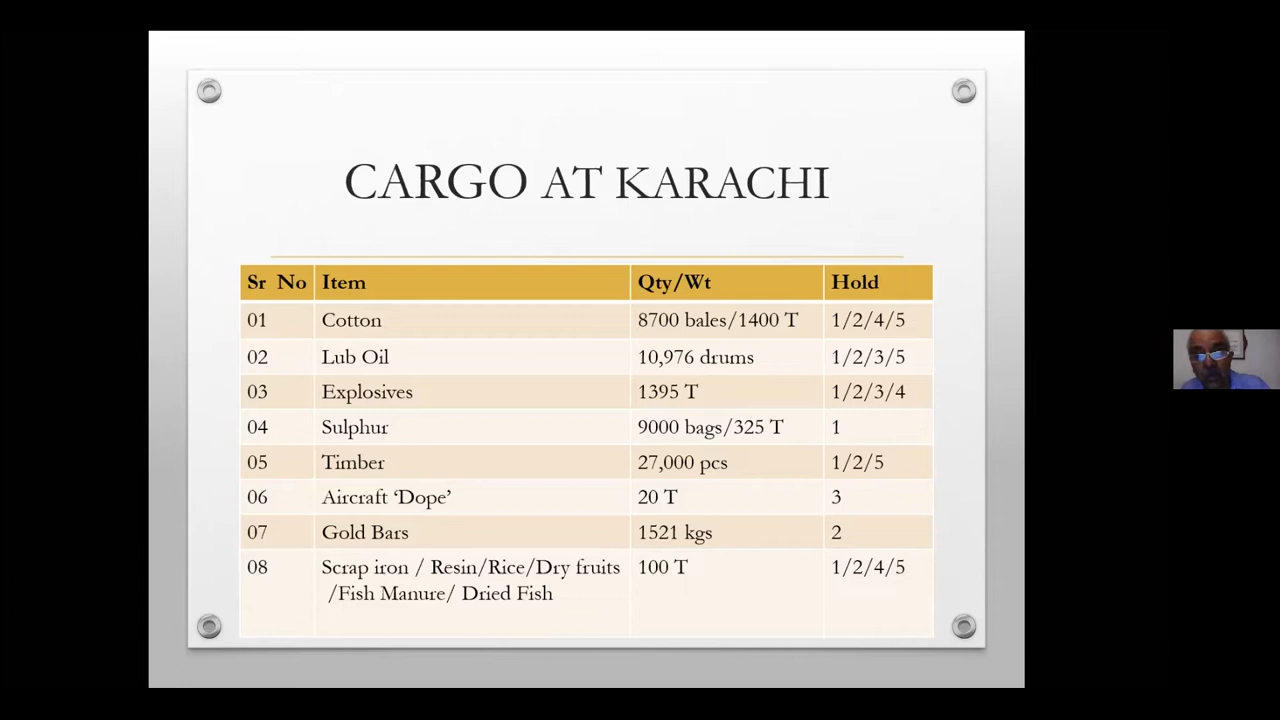 CARGO AT KARACHI
Sr No Item Qty/Wt Hold
01 Cotton 8700 bales/1400 T 1/2/4/5
02 Lub Oil 10,976 drums 1/2/3/5
03 Explosives 1395 T 1/2/3/4
04 Sulphur 9000 bags/325 T 1
05 Timber 27,000 pcs 1/2/5
06 Aircraft ‘Dope’ 20 T 3
07 Gold Bars 1521 kgs 2
08 Scrap iron / Resin/Rice/Dry fruits 100 T 1/2/4/5
/Fish Manure/ Dried Fish